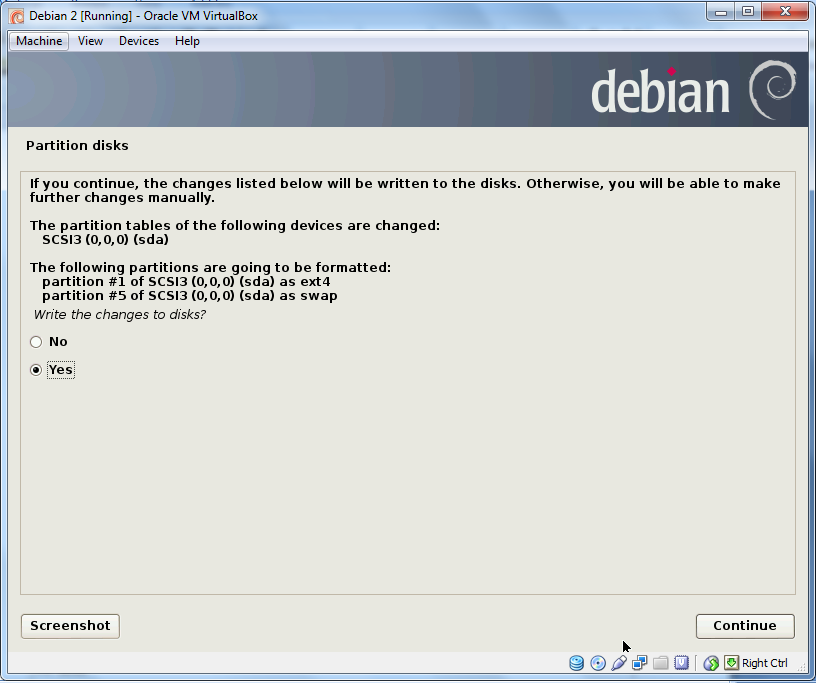 Debian 2 [Running] - Oracle VM VirtualBox
Machine View Devices Help
debian
Partition disks
If you continue, the changes listed below will be written to the disks. Otherwise, you will be able to make
further changes manually.
The partition tables of the following devices are changed:
SCSI3 (0,0,0) (sda)
The following partitions are going to be formatted:
partition #1 of SCSI3 (0,0,0) (sda) as ext4
partition #5 of SCSI3 (0,0,0) (sda) as swap
Write the changes to disks?
No
Yes
Screenshot Continue
Right Ctrl